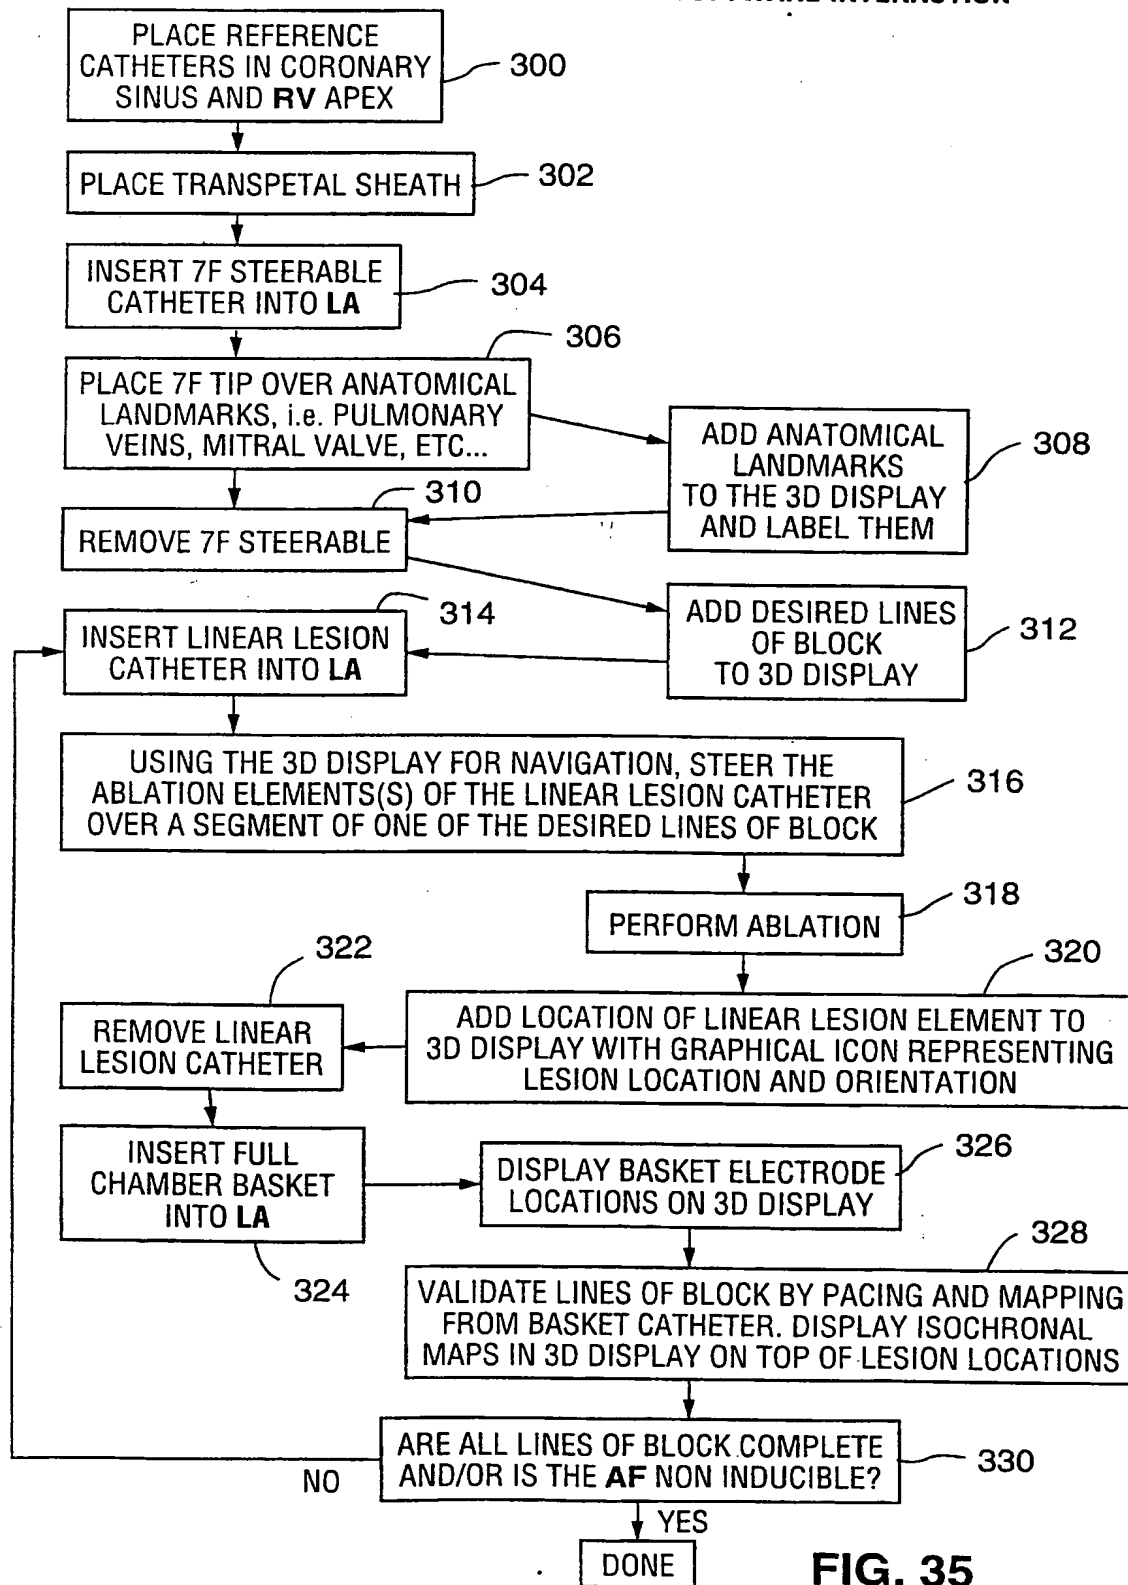 PLACE REFERENCE
CATHETERS IN CORONARY
SINUS AND RV APEX
300
PLACE TRANSPETAL SHEATH
302
INSERT 7F STEERABLE
CATHETER INTO LA
304
306
PLACE 7F TIP OVER ANATOMICAL
LANDMARKS, i.e. PULMONARY
VEINS, MITRAL VALVE, ETC...
ADD ANATOMICAL
LANDMARKS
TO THE 3D DISPLAY
AND LABEL THEM
308
310
REMOVE 7F STEERABLE
ADD DESIRED LINES
OF BLOCK
TO 3D DISPLAY
312
314
INSERT LINEAR LESION
CATHETER INTO LA
USING THE 3D DISPLAY FOR NAVIGATION, STEER THE
ABLATION ELEMENTS(S) OF THE LINEAR LESION CATHETER
OVER A SEGMENT OF ONE OF THE DESIRED LINES OF BLOCK
316
PERFORM ABLATION
318
320
ADD LOCATION OF LINEAR LESION ELEMENT TO
3D DISPLAY WITH GRAPHICAL ICON REPRESENTING
LESION LOCATION AND ORIENTATION
322
REMOVE LINEAR
LESION CATHETER
INSERT FULL
CHAMBER BASKET
INTO LA
324
DISPLAY BASKET ELECTRODE
LOCATIONS ON 3D DISPLAY
326
328
VALIDATE LINES OF BLOCK BY PACING AND MAPPING
FROM BASKET CATHETER. DISPLAY ISOCHRONAL
MAPS IN 3D DISPLAY ON TOP OF LESION LOCATIONS
ARE ALL LINES OF BLOCK COMPLETE
AND/OR IS THE AF NON INDUCIBLE?
330
NO
YES
DONE
FIG. 35